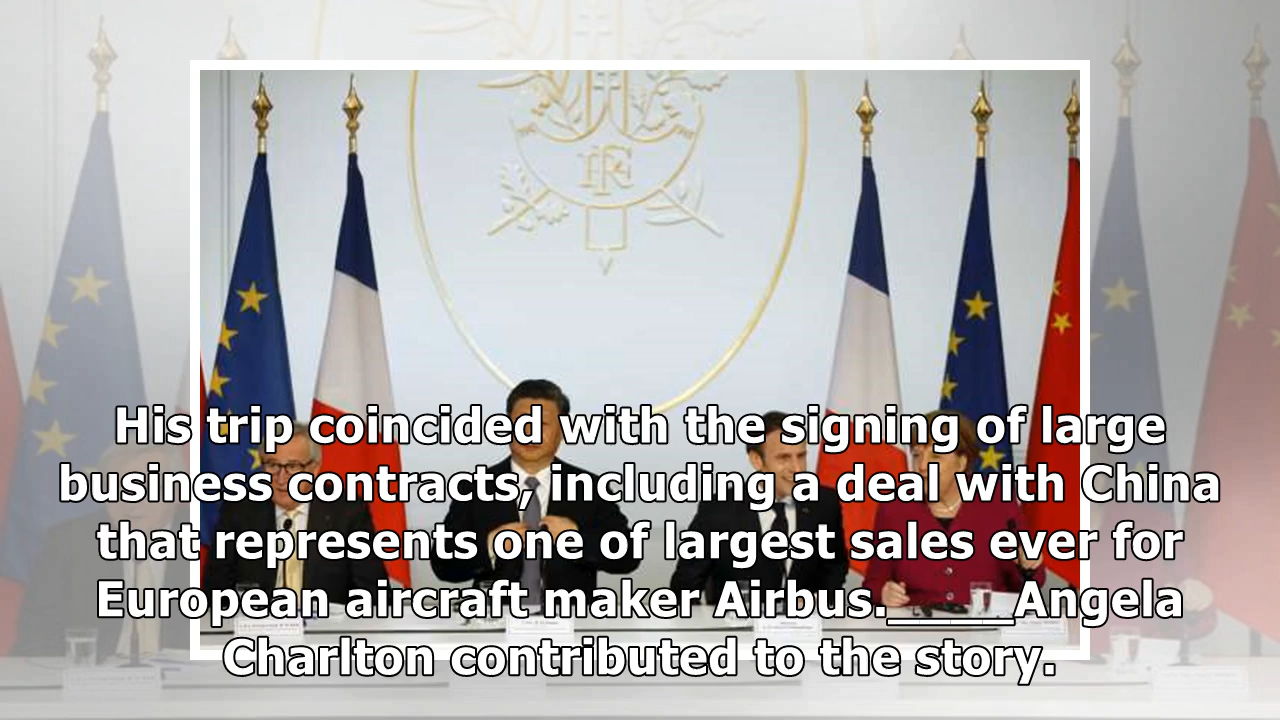 RF
His trip coincided with the signing of large
business contracts, including a deal with China
that represents one of largest sales ever for
European aircraft maker Airbus._____Angela
Charlton contributed to the story.